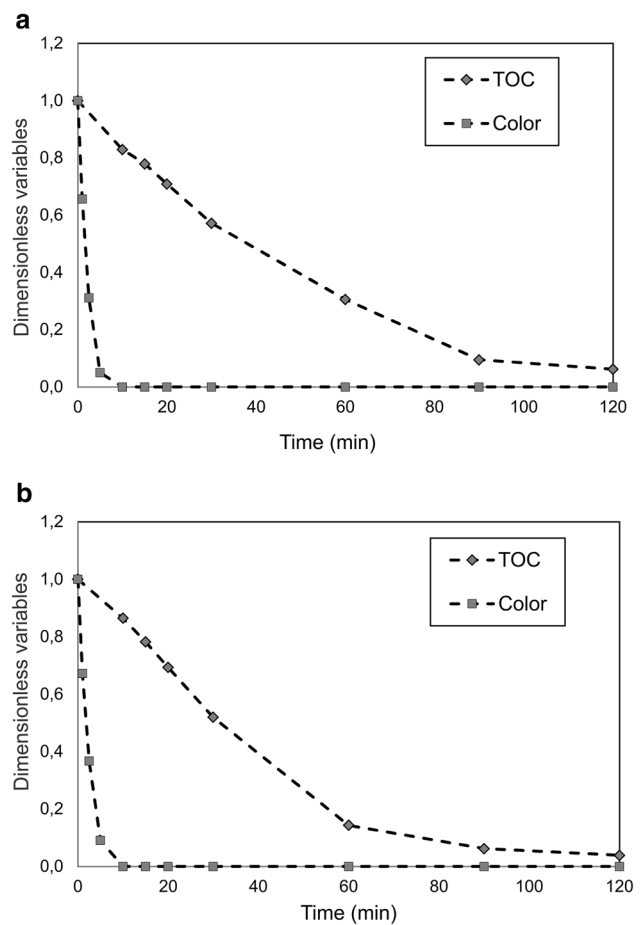 a
1,2
1,0
0,8
0,6
0,4
0,2
0,0
Dimensionless variables
TOC
Color
0 20 40 60 80 100 120
Time (min)
b
1,2
1,0
0,8
0,6
0,4
0,2
0,0
Dimensionless variables
TOC
Color
0 20 40 60 80 100 120
Time (min)